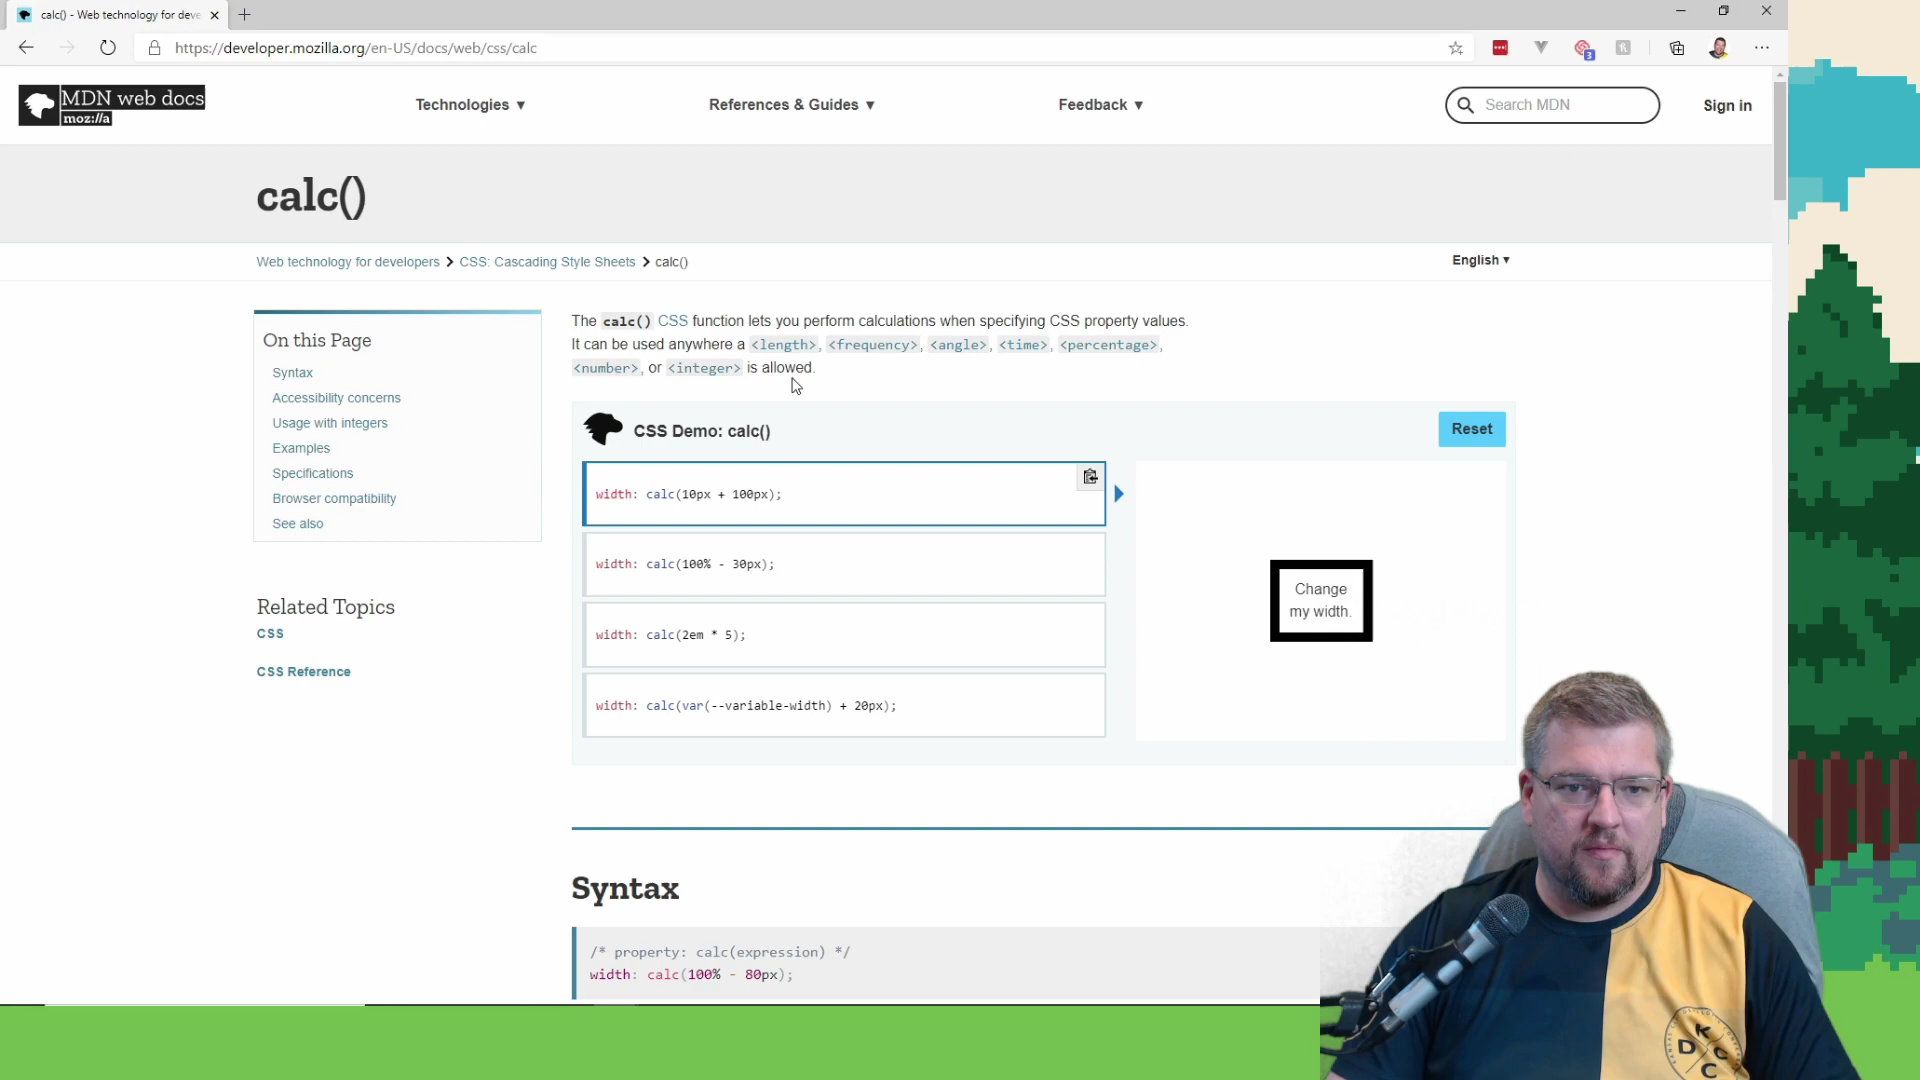 calc() - Web technology for deve
https://developer.mozilla.org/en-US/docs/web/css/calc
3
MDN web docs
moz://a
Technologies ▼
References & Guides ▼
Feedback ▼
Search MDN
Sign in
calc()
Web technology for developers
CSS: Cascading Style Sheets
calc()
English ▼
On this Page
Syntax
Accessibility concerns
Usage with integers
Examples
Specifications
Browser compatibility
See also
Related Topics
CSS
CSS Reference
The calc() CSS function lets you perform calculations when specifying CSS property values.
It can be used anywhere a <length>, <frequency>, <angle>, <time>, <percentage>,
<number>, or <integer> is allowed.
CSS Demo: calc()
Reset
width: calc(10px + 100px);
width: calc(100% - 30px);
width: calc(2em * 5);
width: calc(var(--variable-width) + 20px);
Change
my width.
Syntax
/* property: calc(expression) */
width: calc(100% - 80px);
K
D C
C